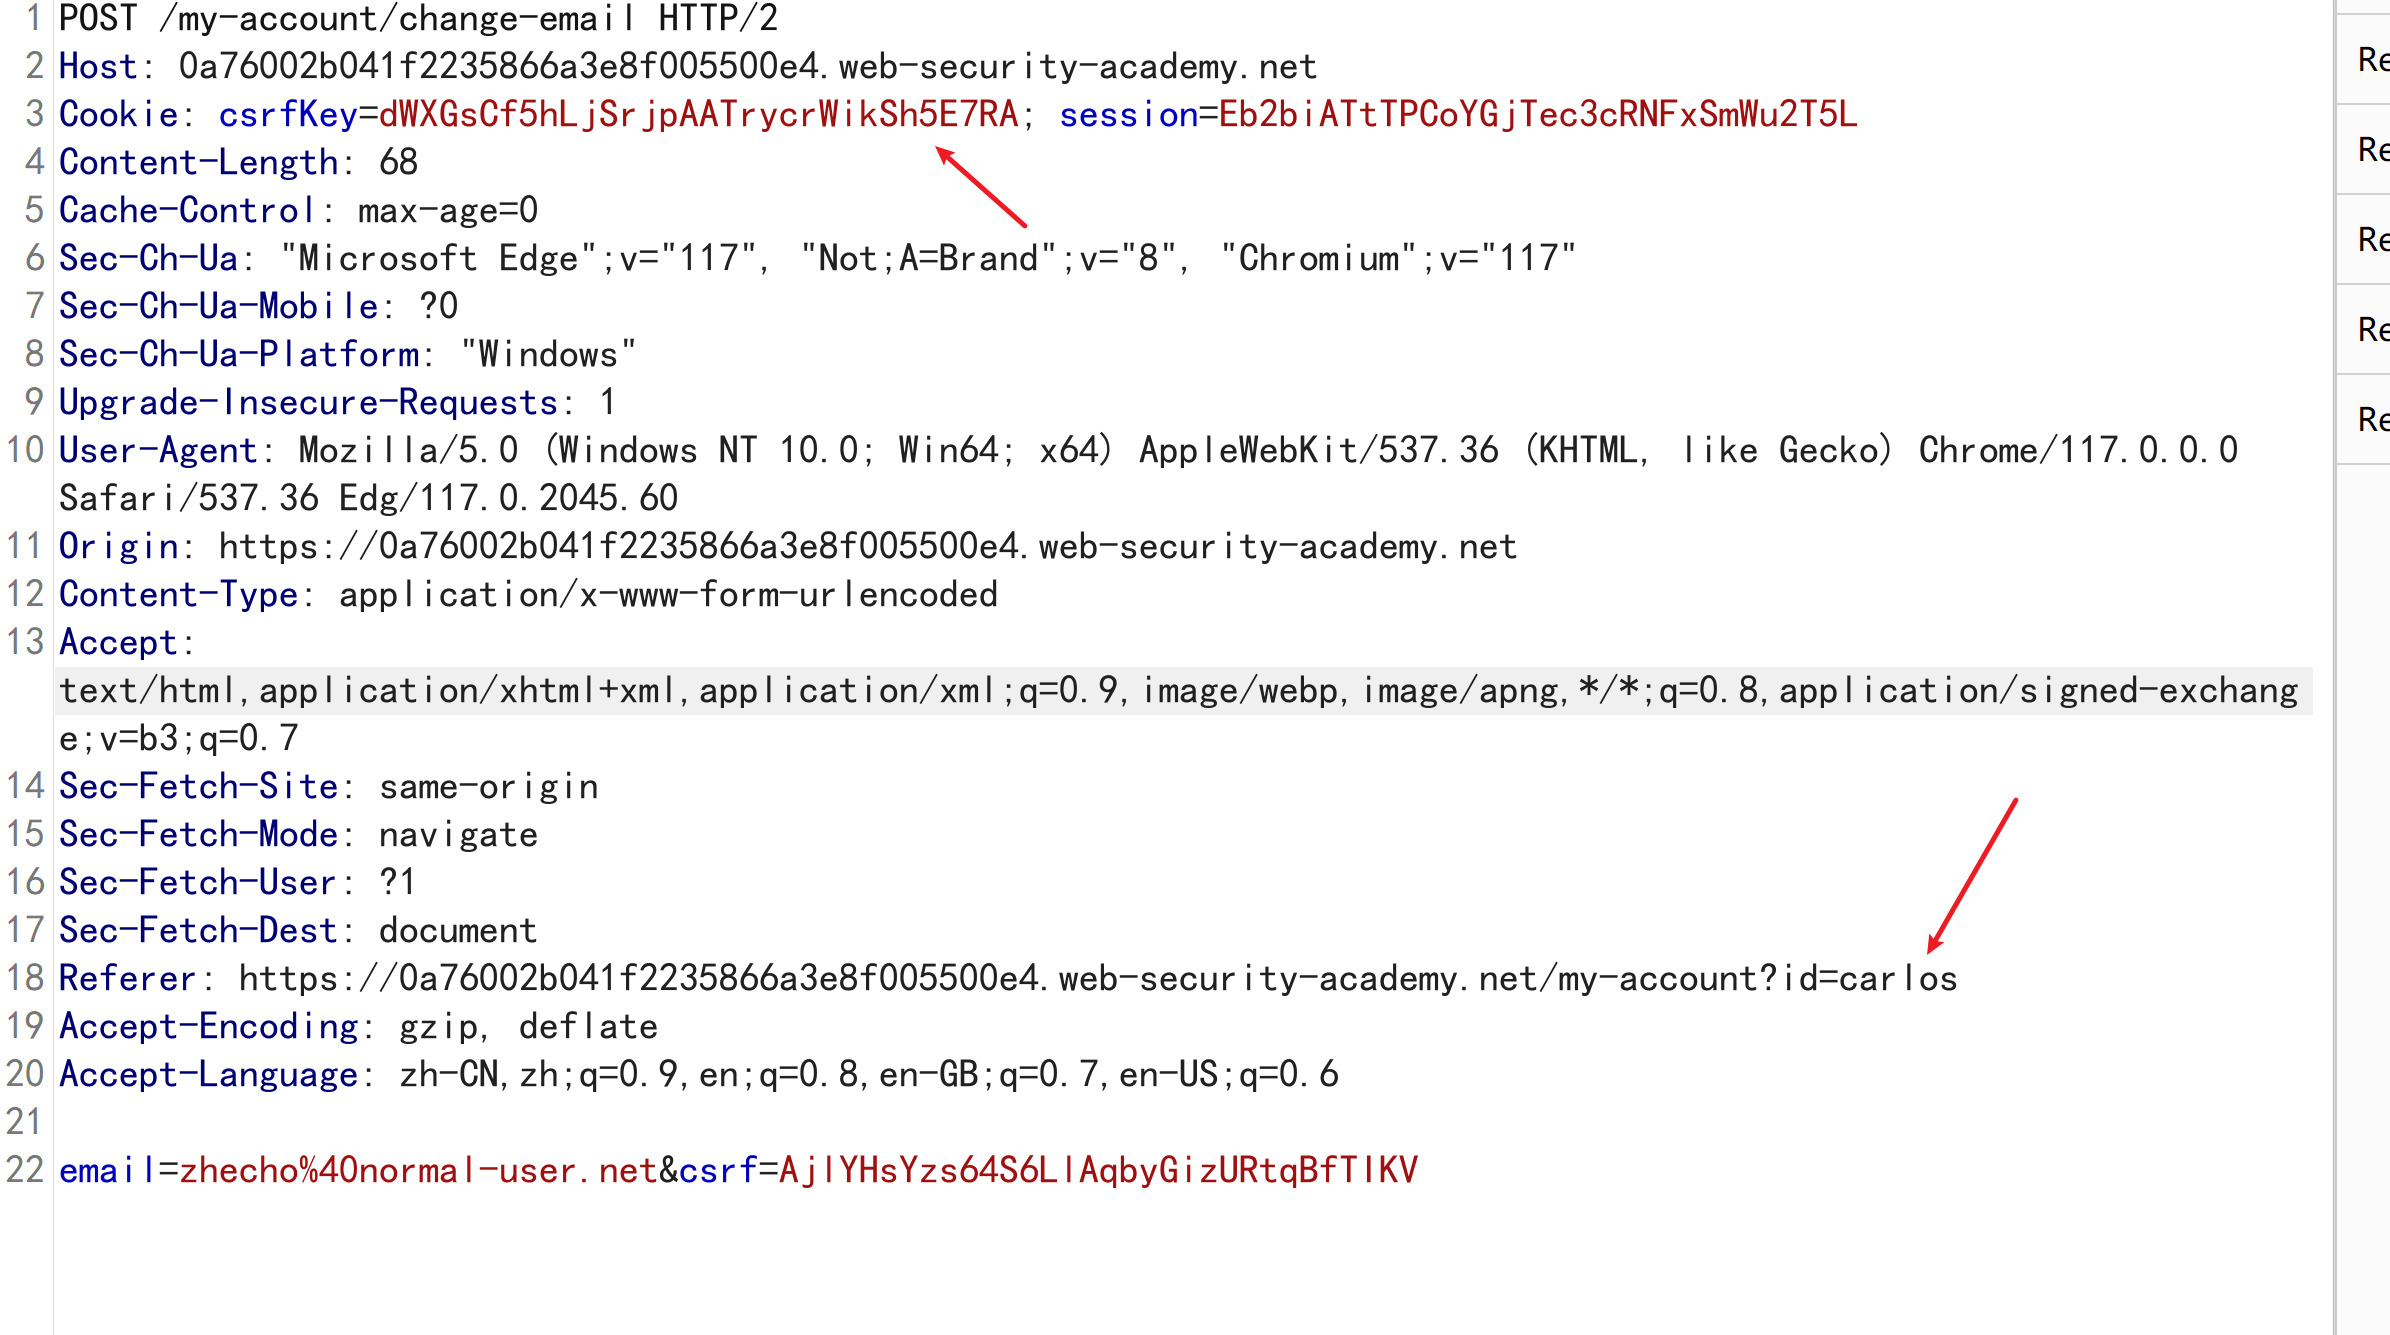 1 POST /my-account/change-email HTTP/2
2 Host: 0a76002b041f2235866a3e8f005500e4.web-security-academy.net
3 Cookie: csrfKey=dWXGsCf5hLjSrjpAATrycrWikSh5E7RA; session=Eb2biATtTPCoYGjTec3cRNFxSmWu2T5L
4 Content-Length: 68
5 Cache-Control: max-age=0
6 Sec-Ch-Ua: "Microsoft Edge";v="117", "Not;A=Brand";v="8", "Chromium";v="117"
7 Sec-Ch-Ua-Mobile: ?0
8 Sec-Ch-Ua-Platform: "Windows"
9 Upgrade-Insecure-Requests: 1
10 User-Agent: Mozilla/5.0 (Windows NT 10.0; Win64; x64) AppleWebKit/537.36 (KHTML, like Gecko) Chrome/117.0.0.0
Safari/537.36 Edg/117.0.2045.60
11 Origin: https://0a76002b041f2235866a3e8f005500e4.web-security-academy.net
12 Content-Type: application/x-www-form-urlencoded
13 Accept:
text/html,application/xhtml+xml,application/xml;q=0.9,image/webp,image/apng,*/*;q=0.8,application/signed-exchang
e;v=b3;q=0.7
14 Sec-Fetch-Site: same-origin
15 Sec-Fetch-Mode: navigate
16 Sec-Fetch-User: ?1
17 Sec-Fetch-Dest: document
18 Referer: https://0a76002b041f2235866a3e8f005500e4.web-security-academy.net/my-account?id=carlos
19 Accept-Encoding: gzip, deflate
20 Accept-Language: zh-CN,zh;q=0.9,en;q=0.8,en-GB;q=0.7,en-US;q=0.6
21
22 email=zhecho%40normal-user.net&csrf=AjlYHsYzs64S6LlAqbyGizURtqBfTIKV
Re
Re
Re
Re
Re